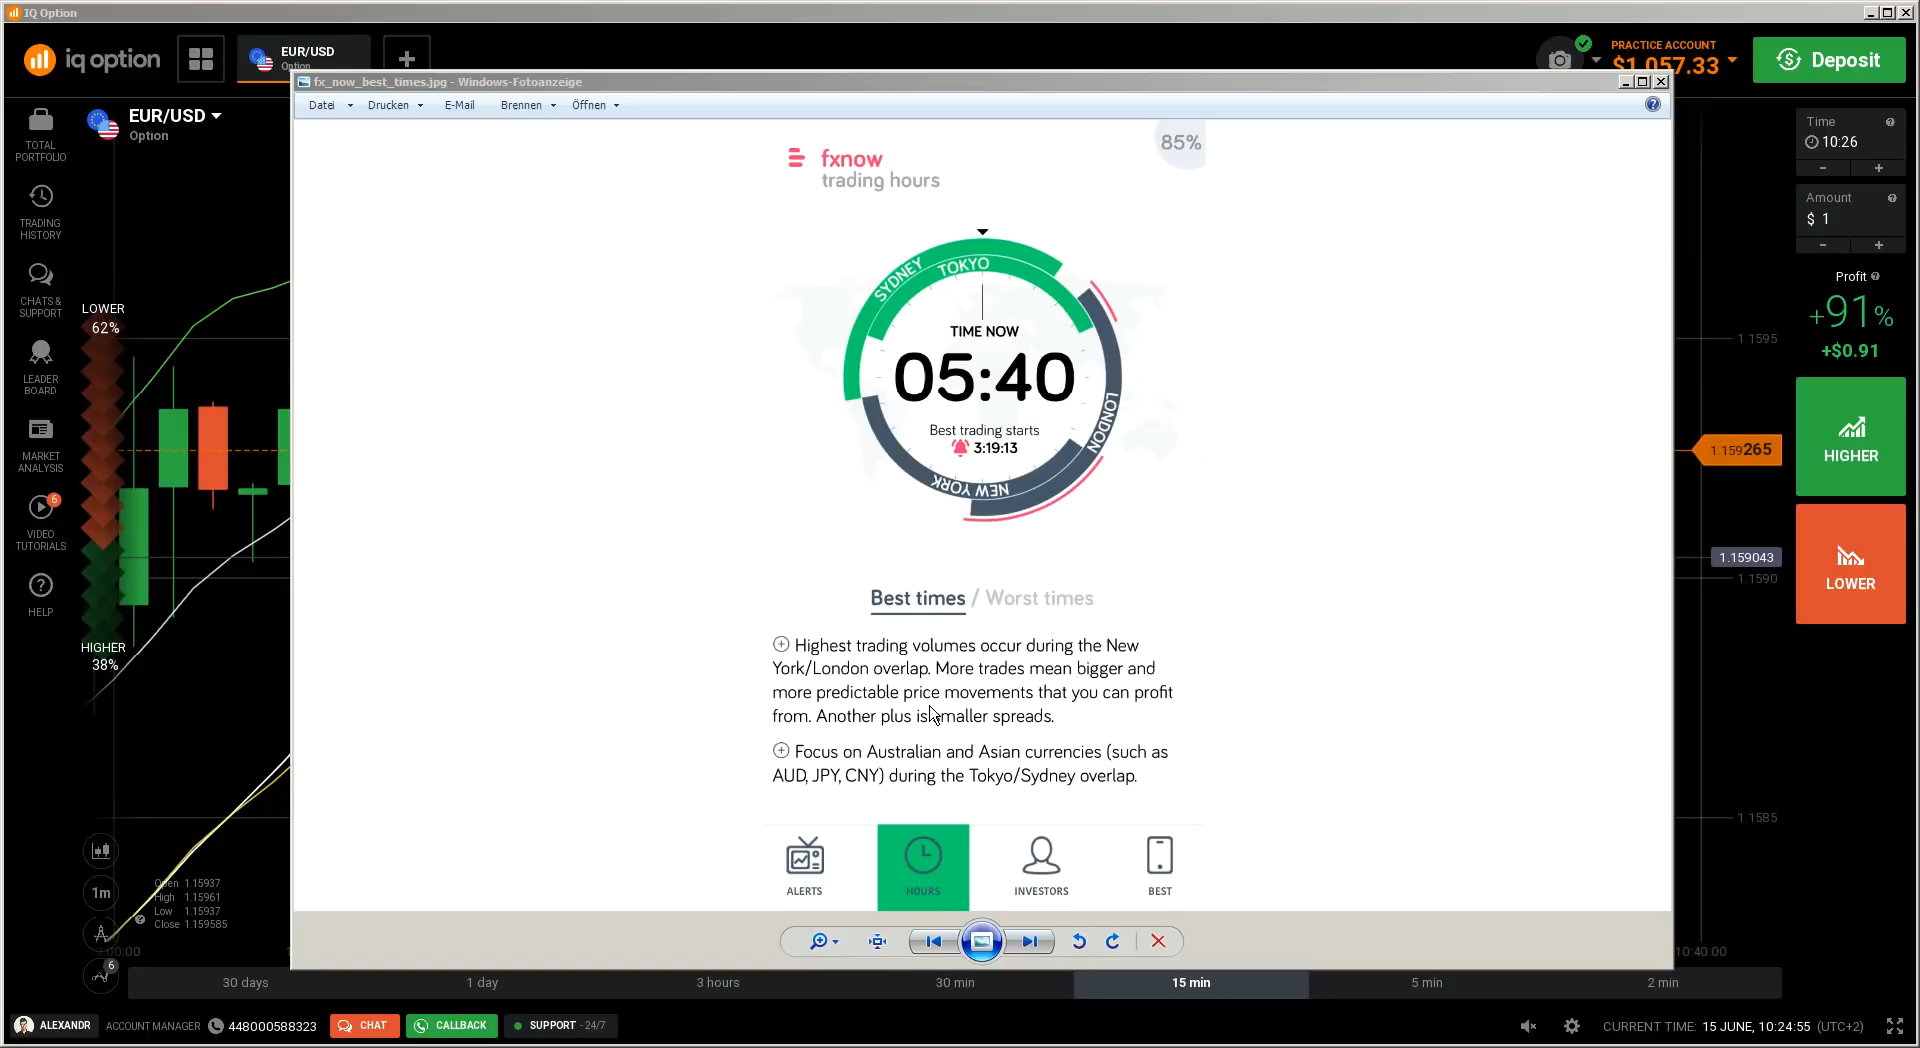 IQ Option
iq option
EUR/USD
Option
PRACTICE ACCOUNT
$1,057.33
Deposit
fx_now_best_times.jpg - Windows-Fotoanzeige
Datei
Drucken
E-Mail
Brennen
Öffnen
EUR/USD
Option
TOTAL
PORTFOLIO
TRADING
HISTORY
CHATS &
SUPPORT
LEADER
BOARD
MARKET
ANALYSIS
6
VIDEO
TUTORIALS
HELP
LOWER
62%
HIGHER
38%
85%
fxnow
trading hours
SYDNEY
TOKYO
LONDON
NEW YORK
TIME NOW
05:40
Best trading starts
3:19:13
Best times / Worst times
Highest trading volumes occur during the New
York/London overlap. More trades mean bigger and
more predictable price movements that you can profit
from. Another plus is smaller spreads.
Focus on Australian and Asian currencies (such as
AUD, JPY, CNY) during the Tokyo/Sydney overlap.
ALERTS
HOURS
INVESTORS
BEST
Time
10:26
- +
Amount
$ 1
- +
Profit
+91%
+$0.91
HIGHER
LOWER
1.1595
1.159265
1.159043
1.1590
1.1585
1m
6
Open 1.15937
High 1.15961
Low 1.15937
Close 1.159585
10:40:00
30 days
1 day
3 hours
30 min
15 min
5 min
2 min
ALEXANDR
ACCOUNT MANAGER
448000588323
CHAT
CALLBACK
SUPPORT - 24/7
CURRENT TIME: 15 JUNE, 10:24:55 (UTC+2)